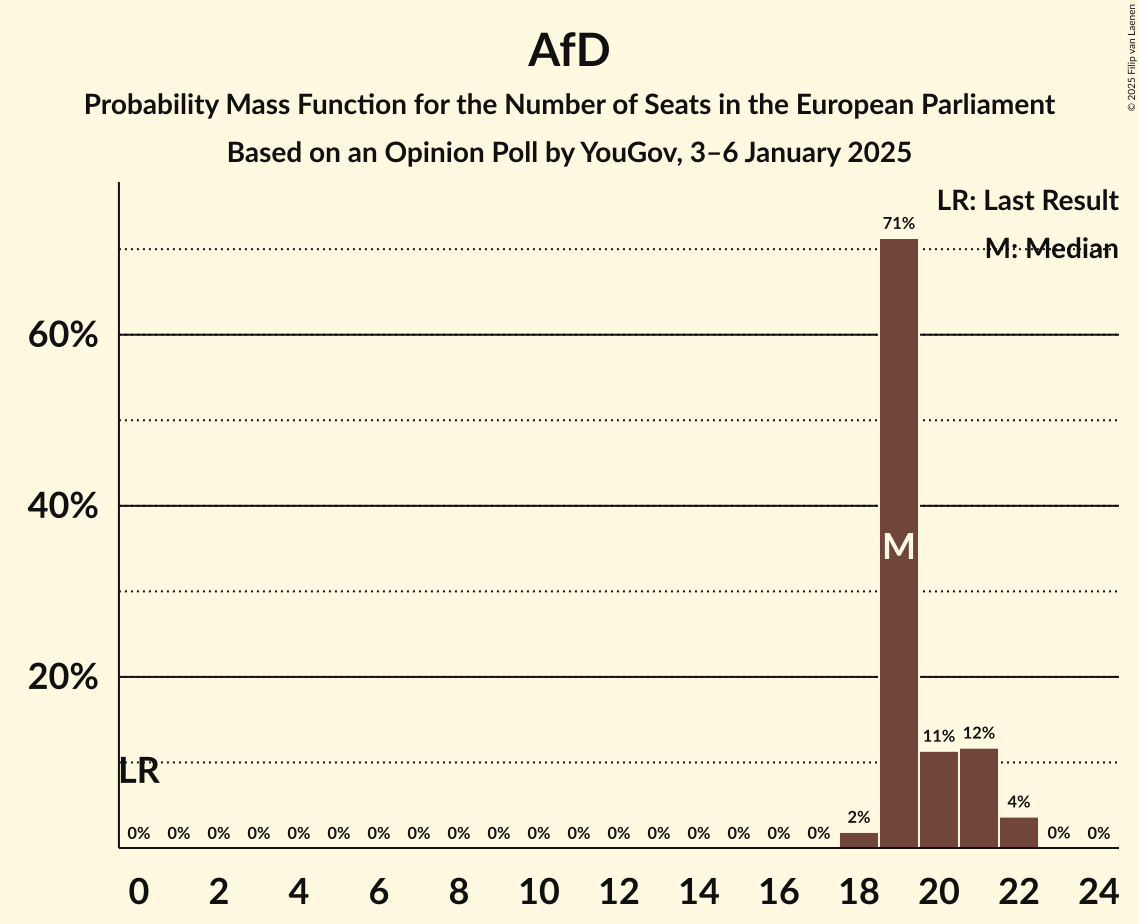 AfD
Probability Mass Function for the Number of Seats in the European Parliament
Based on an Opinion Poll by YouGov, 3–6 January 2025
© 2025 Filip van Laenen
LR: Last Result
M: Median
71%
60%
40%
M
20%
11% 12%
LR
4%
2%
0% 0% 0% 0% 0% 0% 0% 0% 0% 0% 0% 0% 0% 0% 0% 0% 0% 0% 0% 0%
0 2 4 6 8 10 12 14 16 18 20 22 24